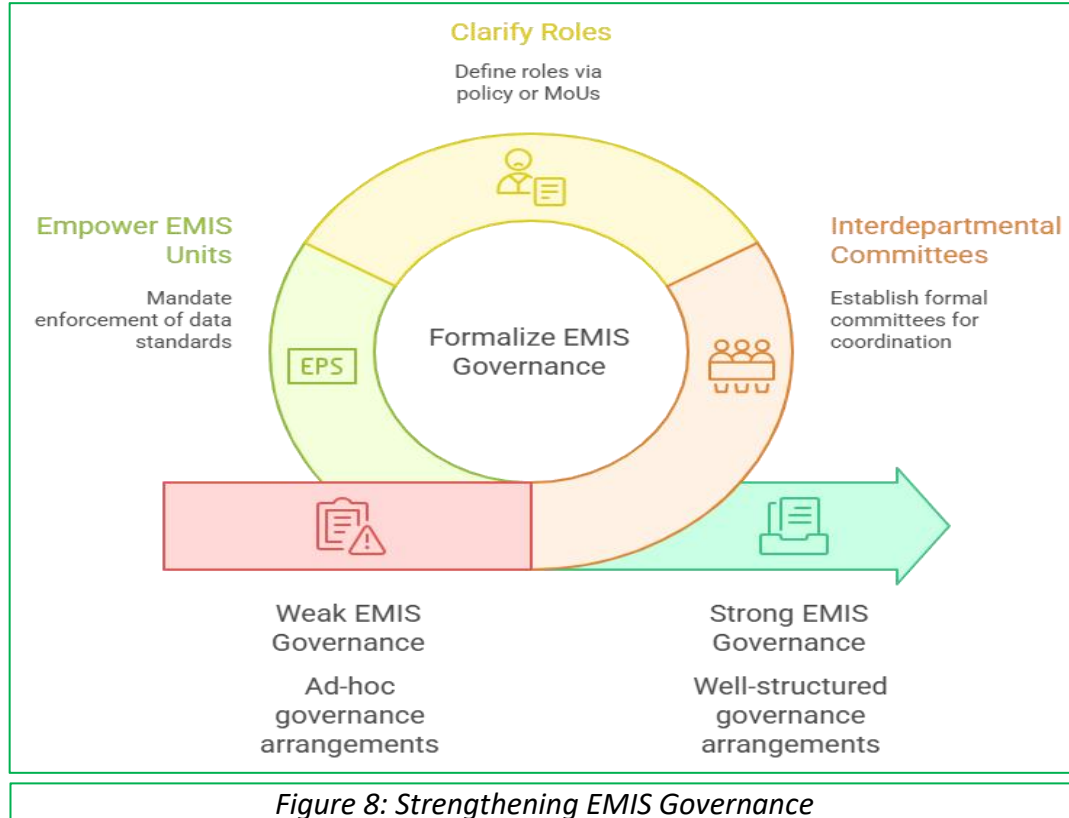 Clarify Roles
Define roles via
policy or MoUs
Empower EMIS
Units
Mandate
enforcement of data
standards
Interdepartmental
Committees
Establish formal
committees for
coordination
Formalize EMIS
Governance
EPS
Weak EMIS
Governance
Ad-hoc
governance
arrangements
Strong EMIS
Governance
Well-structured
governance
arrangements
Figure 8: Strengthening EMIS Governance